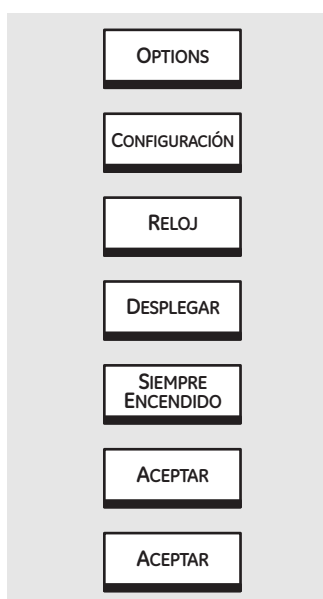 OPTIONS
CONFIGURACIÓN
RELOJ
DESPLEGAR
SIEMPRE
ENCENDIDO
ACEPTAR
ACEPTAR